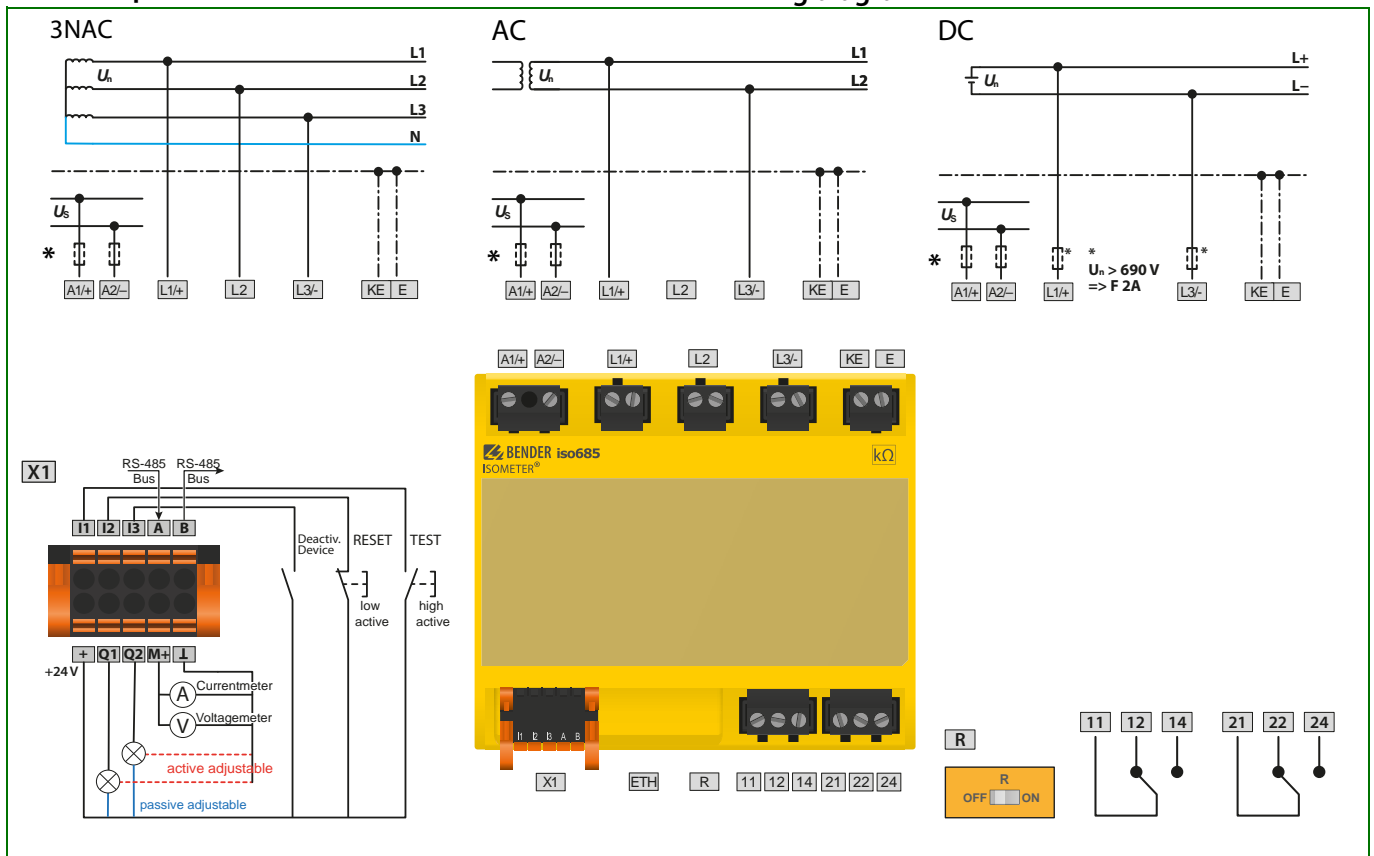 3NAC
L1
Un
L2
L3
N
US
*
A1/+ A2/– L1/+ L2 L3/- KE E
AC
L1
Un
L2
US
*
A1/+ A2/– L1/+ L2 L3/- KE E
DC
L+
Un
L–
US
* * *
*
Un > 690 V
=> F 2A
A1/+ A2/– L1/+ L3/- KE E
A1/+ A2/– L1/+ L2 L3/- KE E
BENDER iso685
ISOMETER®
kΩ
I1 I2 I3 A B
X1 ETH R 11 12 14 21 22 24
X1
RS-485 RS-485
Bus Bus
I1 I2 I3 A B
Deactiv.
Device
RESET
TEST
low
active
high
active
+ Q1 Q2 M+ ⊥
+24 V
A Currentmeter
V Voltagemeter
active adjustable
passive adjustable
R
R
OFF ON
11 12 14
21 22 24